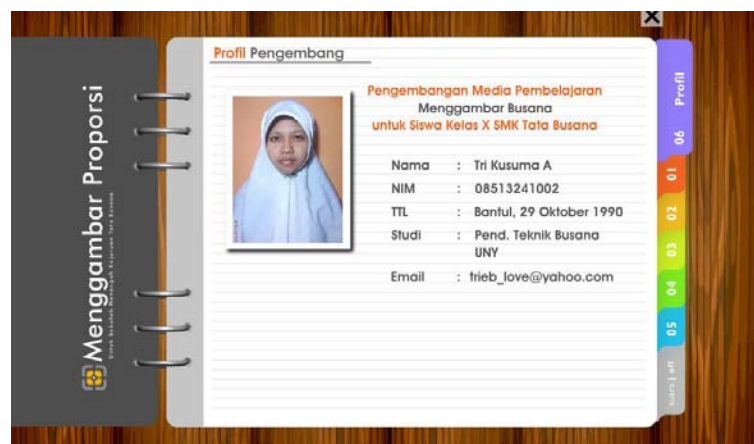 Profil Pengembang
Pengembangan Media Pembelajaran
Menggambar Busana
untuk Siswa Kelas X SMK Tata Busana
Nama : Tri Kusuma A
NIM : 08513241002
TTL : Bantul, 29 Oktober 1990
Studi : Pend. Teknik Busana
UNY
Email : trieb_love@yahoo.com
Menggambar Proporsi
X
06 Profil
01
02
03
04
05